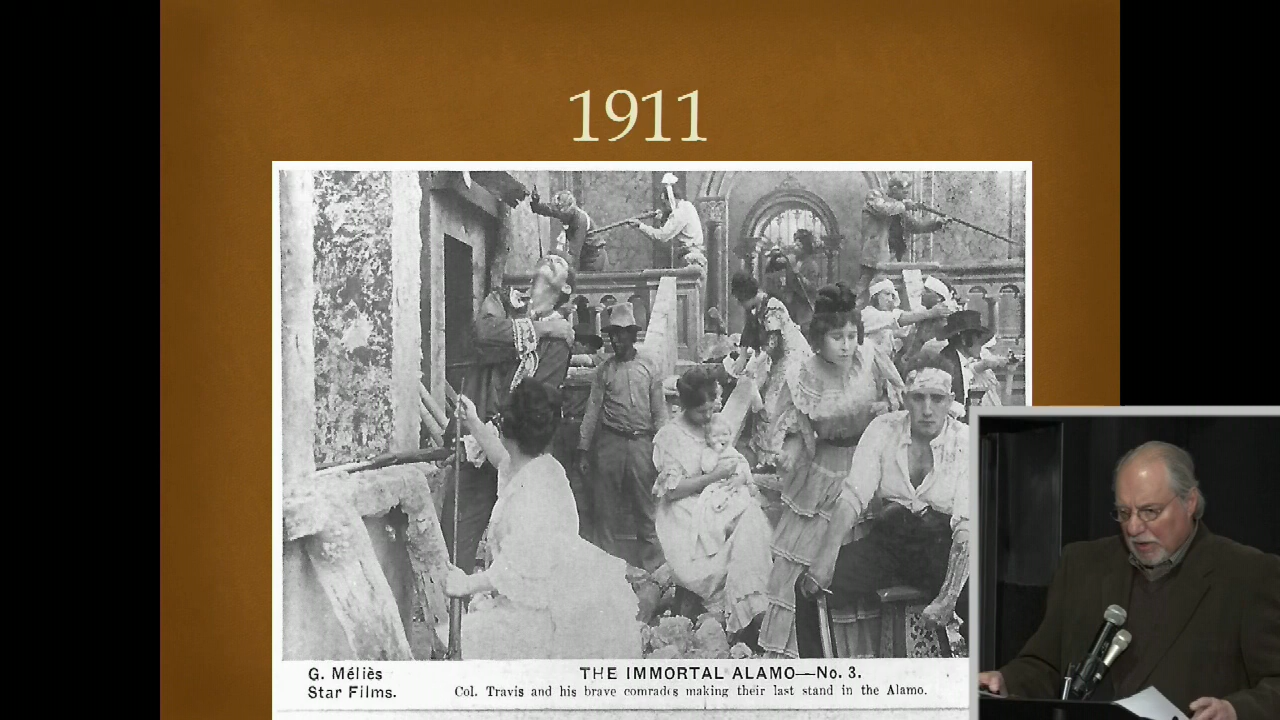 1911
G. Méliès
Star Films.
THE IMMORTAL ALAMO—No. 3.
Col. Travis and his brave comrades making their last stand in the Alamo.